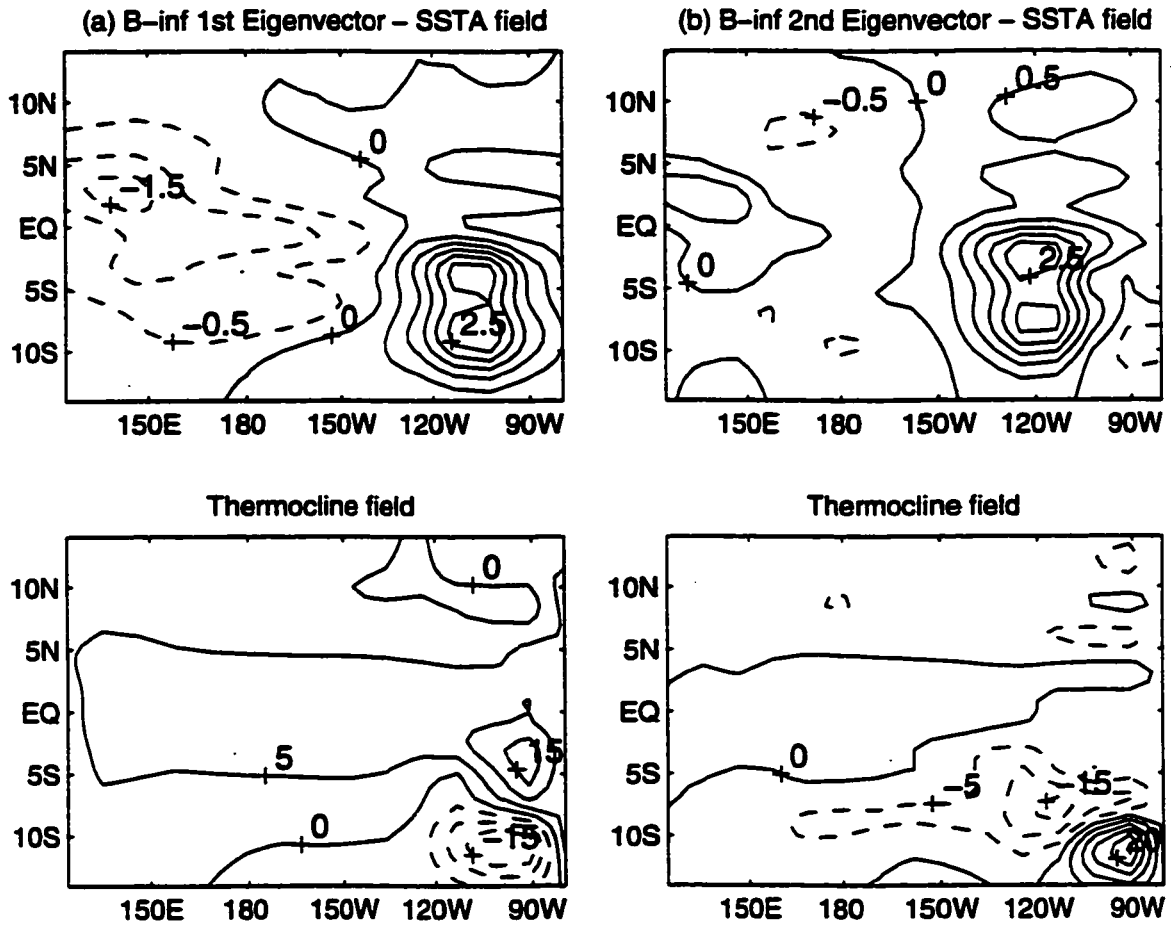 (a) B–inf 1st Eigenvector – SSTA field
10N
5N
EQ
5S
10S
0
−1.5
−0.5
0
2.5
150E 180 150W 120W 90W
(b) B–inf 2nd Eigenvector – SSTA field
10N
5N
EQ
5S
10S
−0.5
0
0.5
0
2.5
150E 180 150W 120W 90W
Thermocline field
10N
5N
EQ
5S
10S
0
15
5
0
−15
150E 180 150W 120W 90W
Thermocline field
10N
5N
EQ
5S
10S
0
−5
−15
20
150E 180 150W 120W 90W